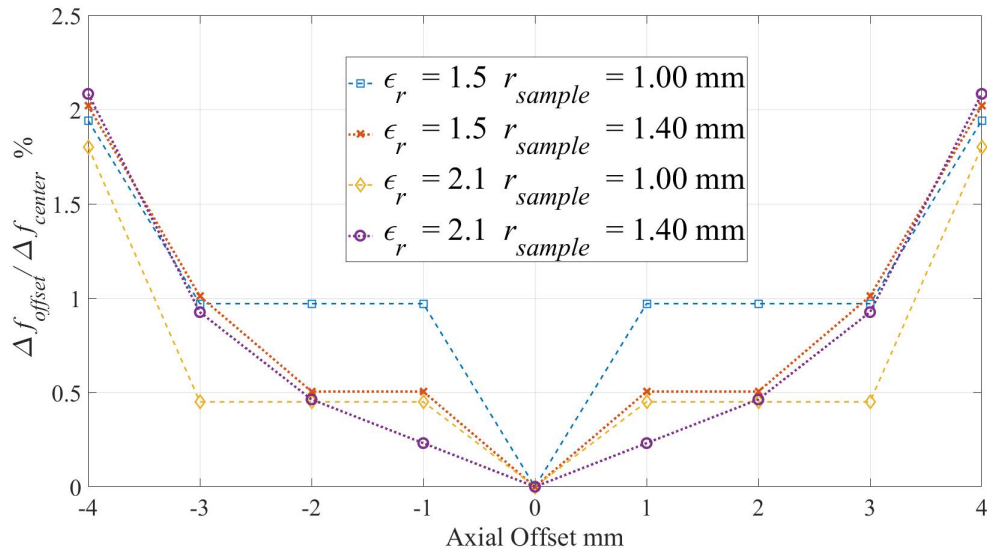 2.5
2
1.5
1
0.5
0
Δf_offset / Δf_center %
ϵ_r = 1.5 r_sample = 1.00 mm
ϵ_r = 1.5 r_sample = 1.40 mm
ϵ_r = 2.1 r_sample = 1.00 mm
ϵ_r = 2.1 r_sample = 1.40 mm
-4 -3 -2 -1 0 1 2 3 4
Axial Offset mm